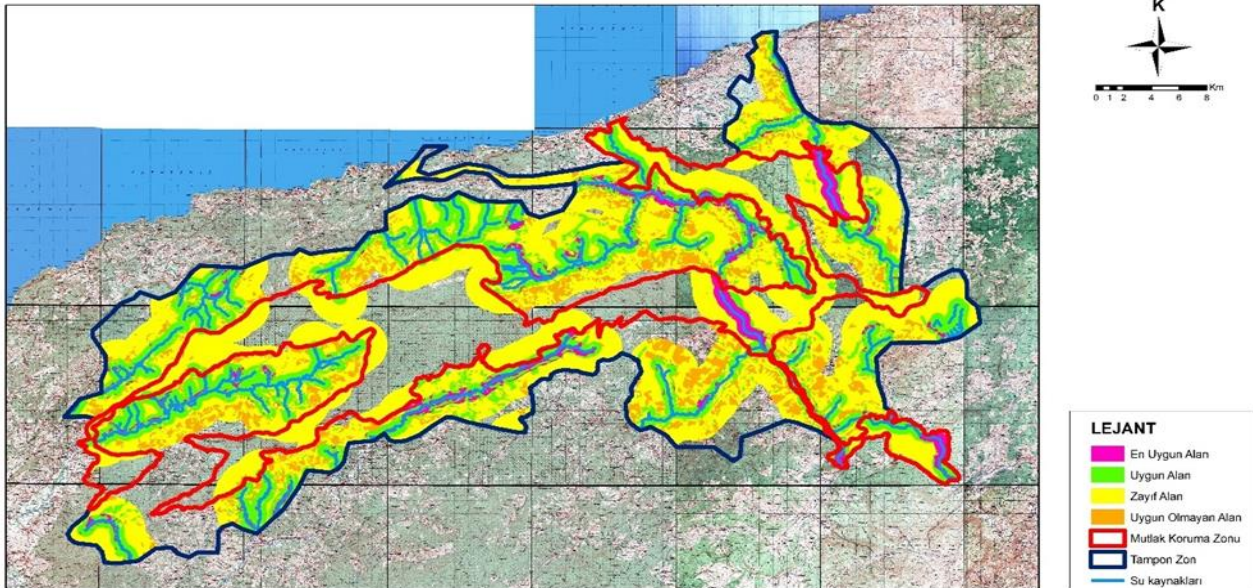 K
0 1 2 4 6 8 Km
LEJANT
En Uygun Alan
Uygun Alan
Zayıf Alan
Uygun Olmayan Alan
Mutlak Koruma Zonu
Tampon Zon
Su kaynakları